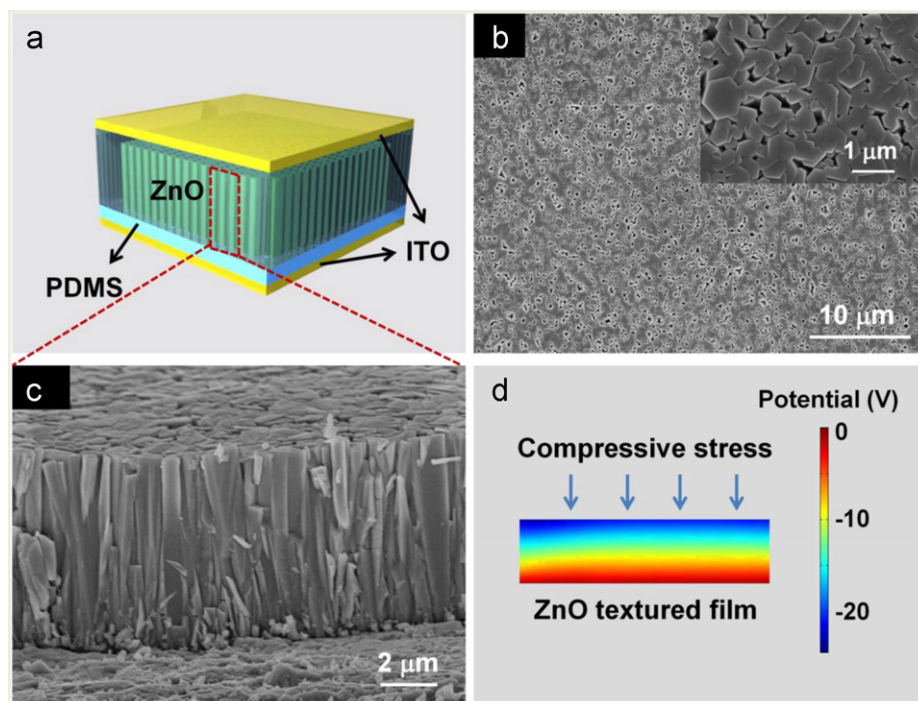 a
ZnO
PDMS
ITO
b
1 μm
10 μm
c
2 μm
d
Potential (V)
Compressive stress
0
-10
-20
ZnO textured film